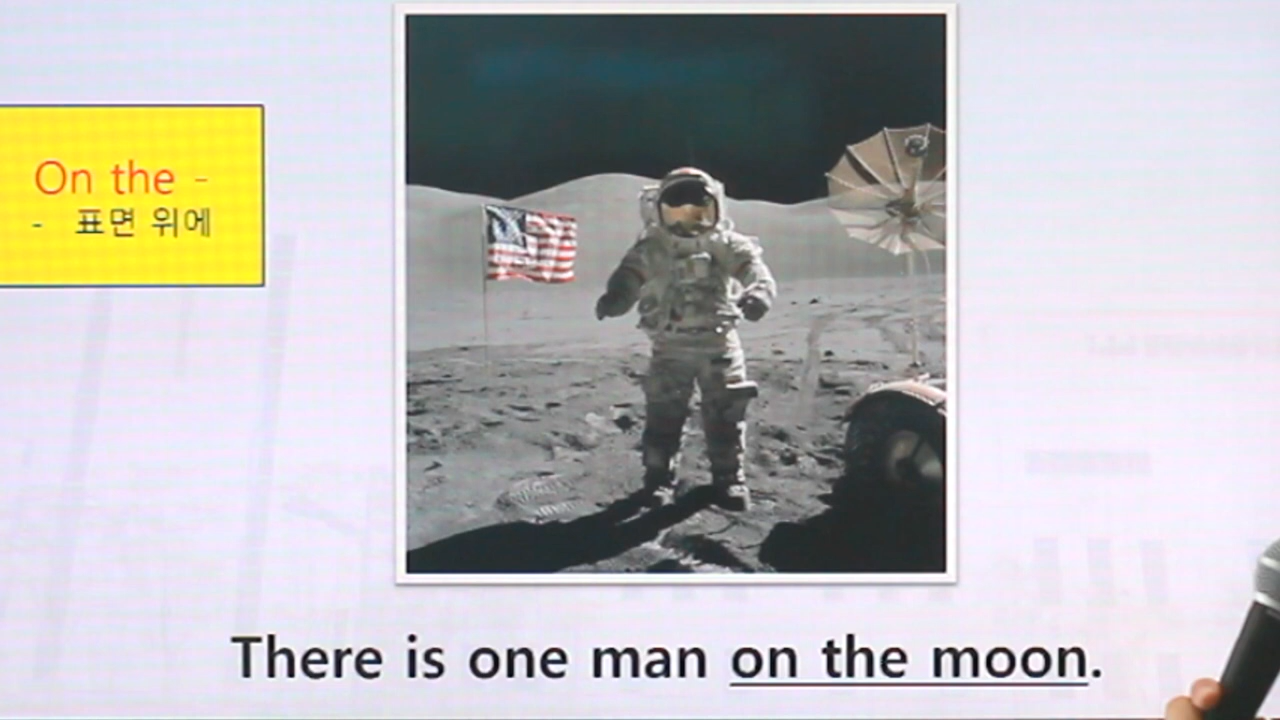 On the -
- 표면 위에
There is one man on the moon.